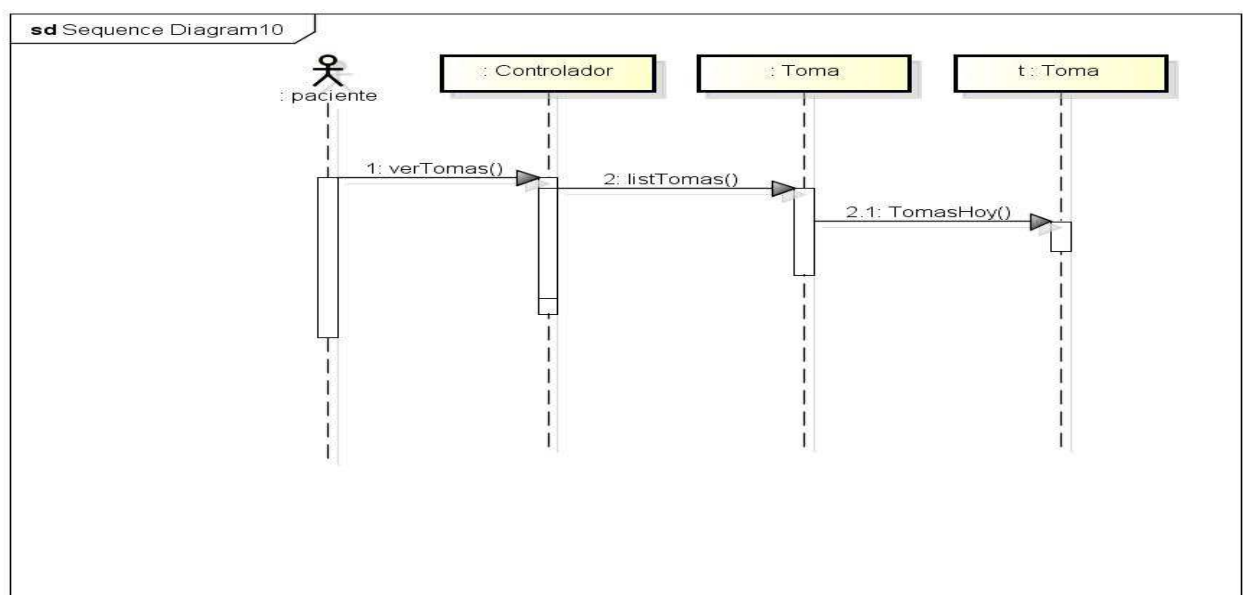 sd Sequence Diagram10
: paciente
: Controlador
: Toma
t : Toma
1: verTomas()
2: listTomas()
2.1: TomasHoy()